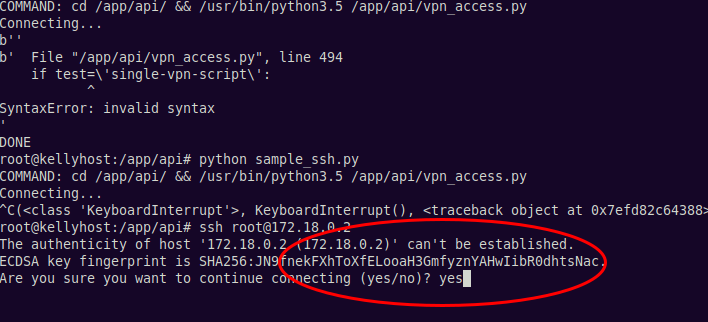 COMMAND: cd /app/api/ && /usr/bin/python3.5 /app/api/vpn_access.py
Connecting...
b''
b'  File "/app/api/vpn_access.py", line 494
    if test=\'single-vpn-script\':
           ^
SyntaxError: invalid syntax
'
DONE
root@kellyhost:/app/api# python sample_ssh.py
COMMAND: cd /app/api/ && /usr/bin/python3.5 /app/api/vpn_access.py
Connecting...
^C(<class 'KeyboardInterrupt'>, KeyboardInterrupt(), <traceback object at 0x7efd82c64388>
root@kellyhost:/app/api# ssh root@172.18.0.2
The authenticity of host '172.18.0.2 (172.18.0.2)' can't be established.
ECDSA key fingerprint is SHA256:JN9fnekFXhToXfELooaH3GmfyznYAHwIibR0dhtsNac.
Are you sure you want to continue connecting (yes/no)? yes